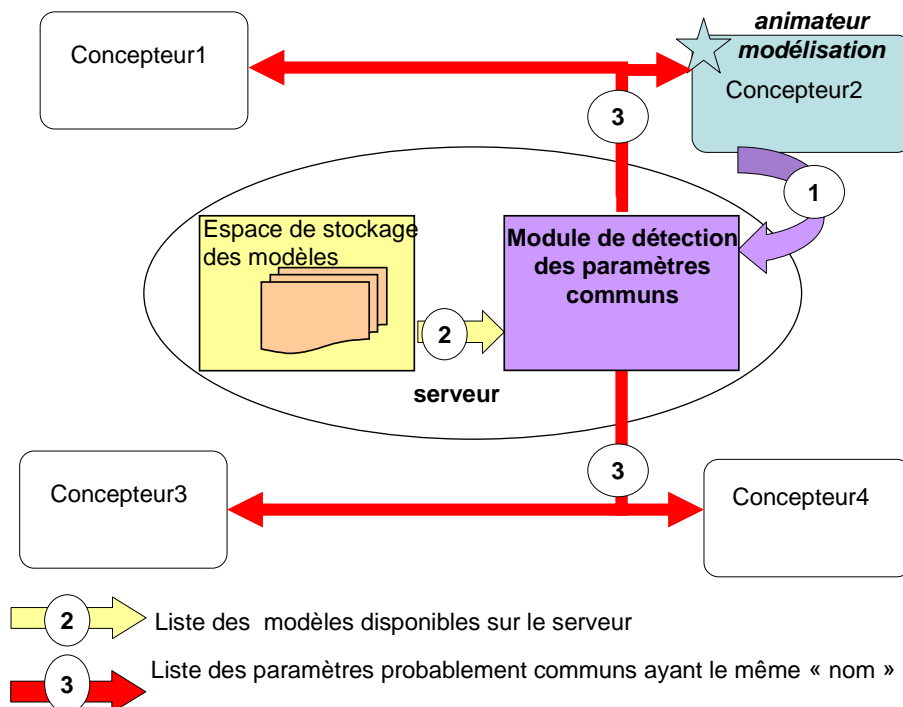 Concepteur1
animateur
modélisation
Concepteur2
3
1
Espace de stockage
des modèles
Module de détection
des paramètres
communs
2
serveur
3
Concepteur3
Concepteur4
2
Liste des modèles disponibles sur le serveur
3
Liste des paramètres probablement communs ayant le même « nom »